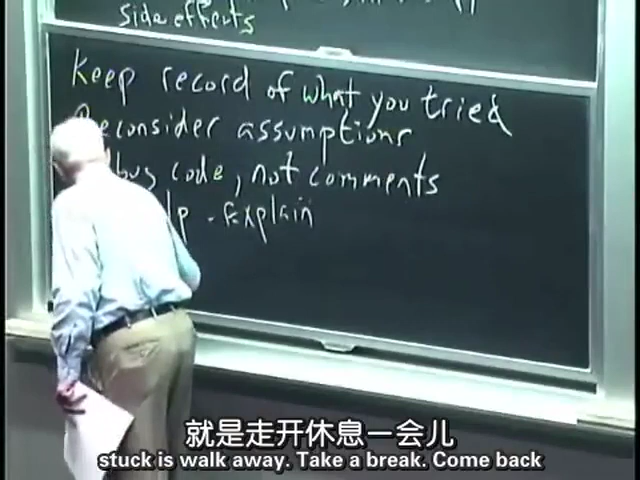 side effects
Keep record of what you tried
Reconsider assumptions
bug code, not comments
lp - Explain
就是走开休息一会儿
stuck is walk away. Take a break. Come back